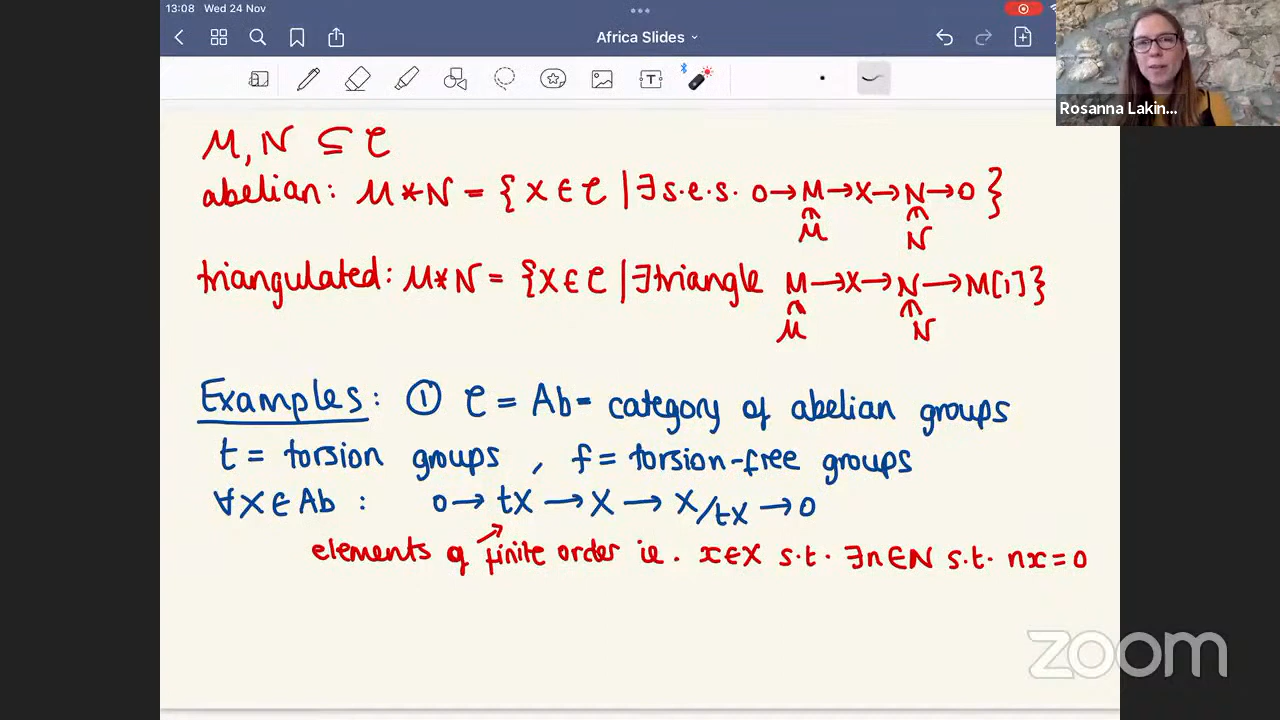 13:08 Wed 24 Nov
Africa Slides
Rosanna Lakin...
M, N ⊆ C
abelian: M * N = { X ∈ C | ∃ s.e.s. 0 → M → X → N → 0 }
M N
triangulated: M * N = { X ∈ C | ∃ triangle M → X → N → M[1] }
M N
Examples: ① C = Ab = category of abelian groups
t = torsion groups , f = torsion-free groups
∀X ∈ Ab : 0 → tX → X → X/tX → 0
elements of finite order ie. x ∈ X s.t. ∃n ∈ N s.t. nx = 0
zoom